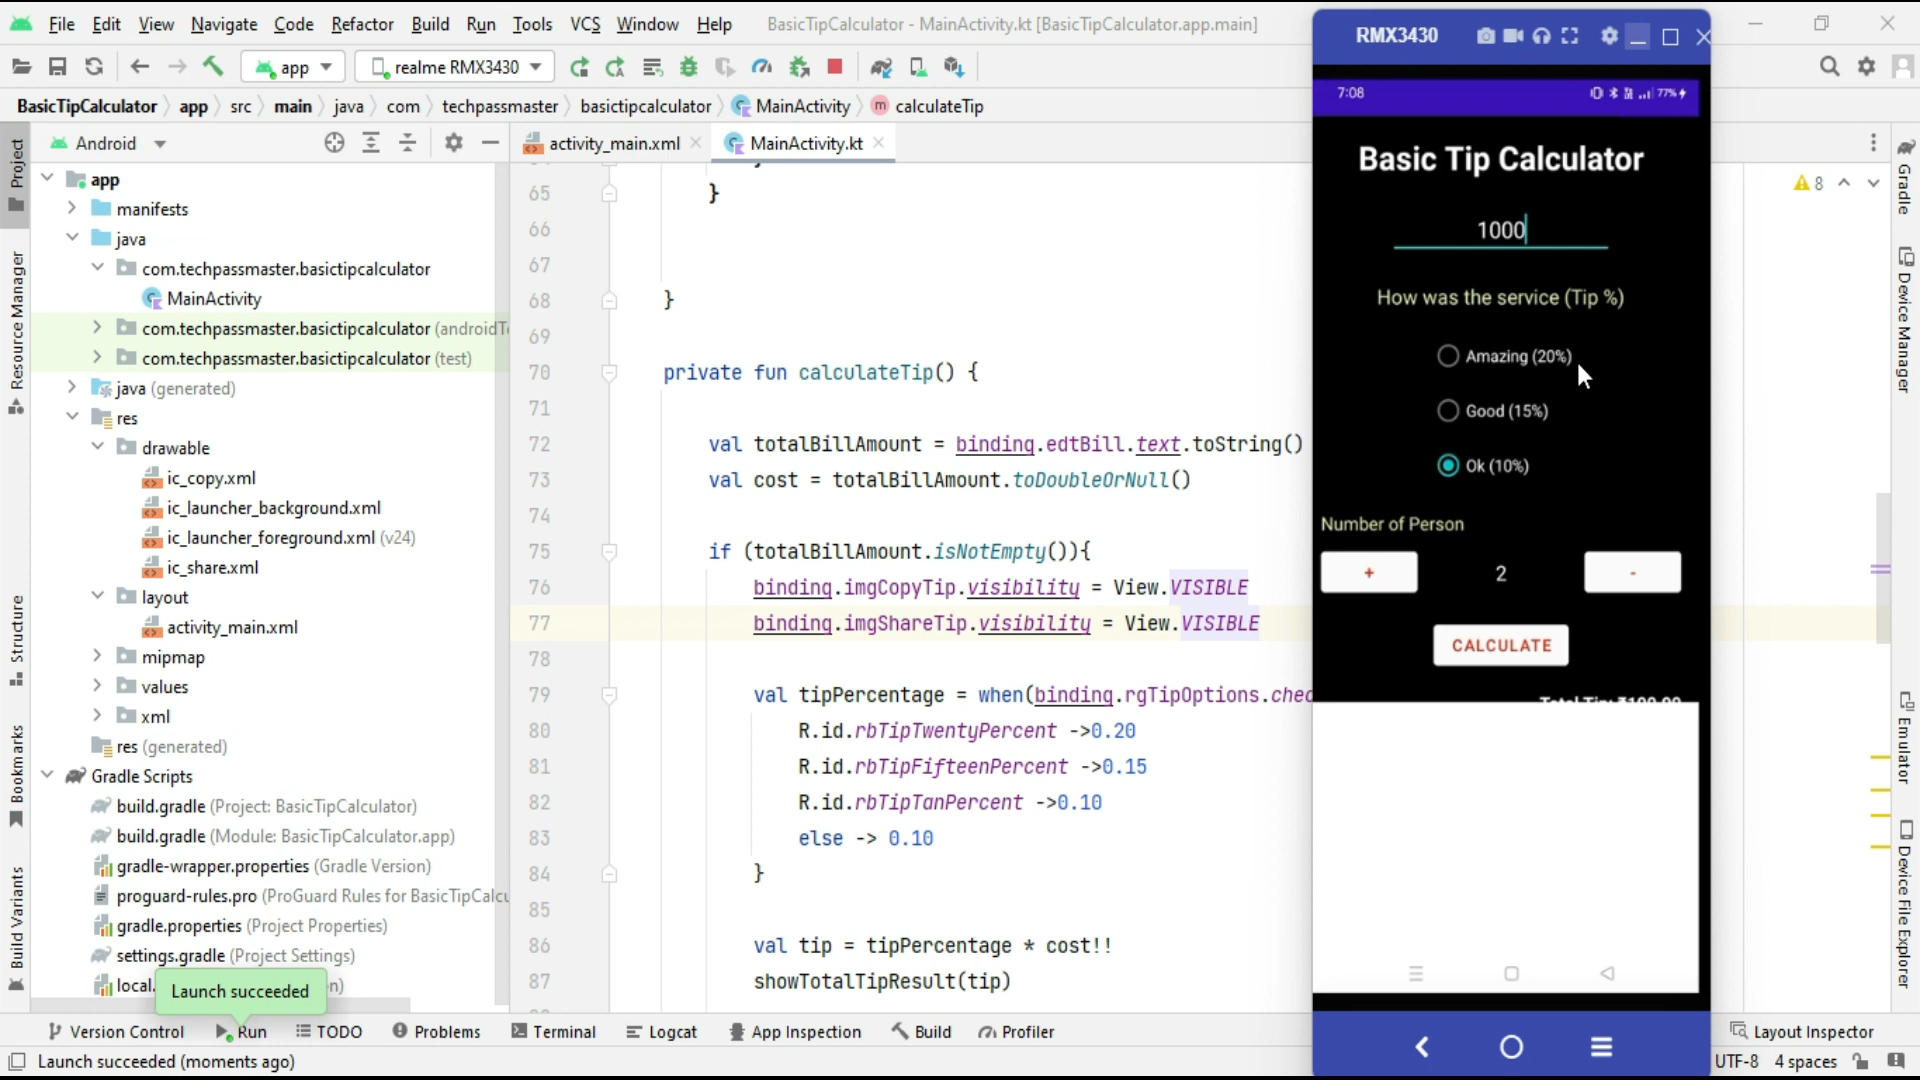 File Edit View Navigate Code Refactor Build Run Tools VCS Window Help BasicTipCalculator - MainActivity.kt [BasicTipCalculator.app.main]
app realme RMX3430
BasicTipCalculator app src main java com techpassmaster basictipcalculator MainActivity m calculateTip
Android
activity_main.xml MainActivity.kt
Project
Resource Manager
Structure
Bookmarks
Build Variants
app
manifests
java
com.techpassmaster.basictipcalculator
MainActivity
com.techpassmaster.basictipcalculator (androidT
com.techpassmaster.basictipcalculator (test)
java (generated)
res
drawable
ic_copy.xml
ic_launcher_background.xml
ic_launcher_foreground.xml (v24)
ic_share.xml
layout
activity_main.xml
mipmap
values
xml
res (generated)
Gradle Scripts
build.gradle (Project: BasicTipCalculator)
build.gradle (Module: BasicTipCalculator.app)
gradle-wrapper.properties (Gradle Version)
proguard-rules.pro (ProGuard Rules for BasicTipCalcu
gradle.properties (Project Properties)
settings.gradle (Project Settings)
local.
Launch succeeded
8
65 }
66
67
68 }
69
70 private fun calculateTip() {
71
72 val totalBillAmount = binding.edtBill.text.toString()
73 val cost = totalBillAmount.toDoubleOrNull()
74
75 if (totalBillAmount.isNotEmpty()){
76 binding.imgCopyTip.visibility = View.VISIBLE
77 binding.imgShareTip.visibility = View.VISIBLE
78
79 val tipPercentage = when(binding.rgTipOptions.chec
80 R.id.rbTipTwentyPercent ->0.20
81 R.id.rbTipFifteenPercent ->0.15
82 R.id.rbTipTanPercent ->0.10
83 else -> 0.10
84 }
85
86 val tip = tipPercentage * cost!!
87 showTotalTipResult(tip)
RMX3430
7:08 77%
Basic Tip Calculator
1000
How was the service (Tip %)
Amazing (20%)
Good (15%)
Ok (10%)
Number of Person
+ 2 -
CALCULATE
Gradle
Device Manager
Emulator
Device File Explorer
Version Control Run TODO Problems Terminal Logcat App Inspection Build Profiler Layout Inspector
Launch succeeded (moments ago) UTF-8 4 spaces